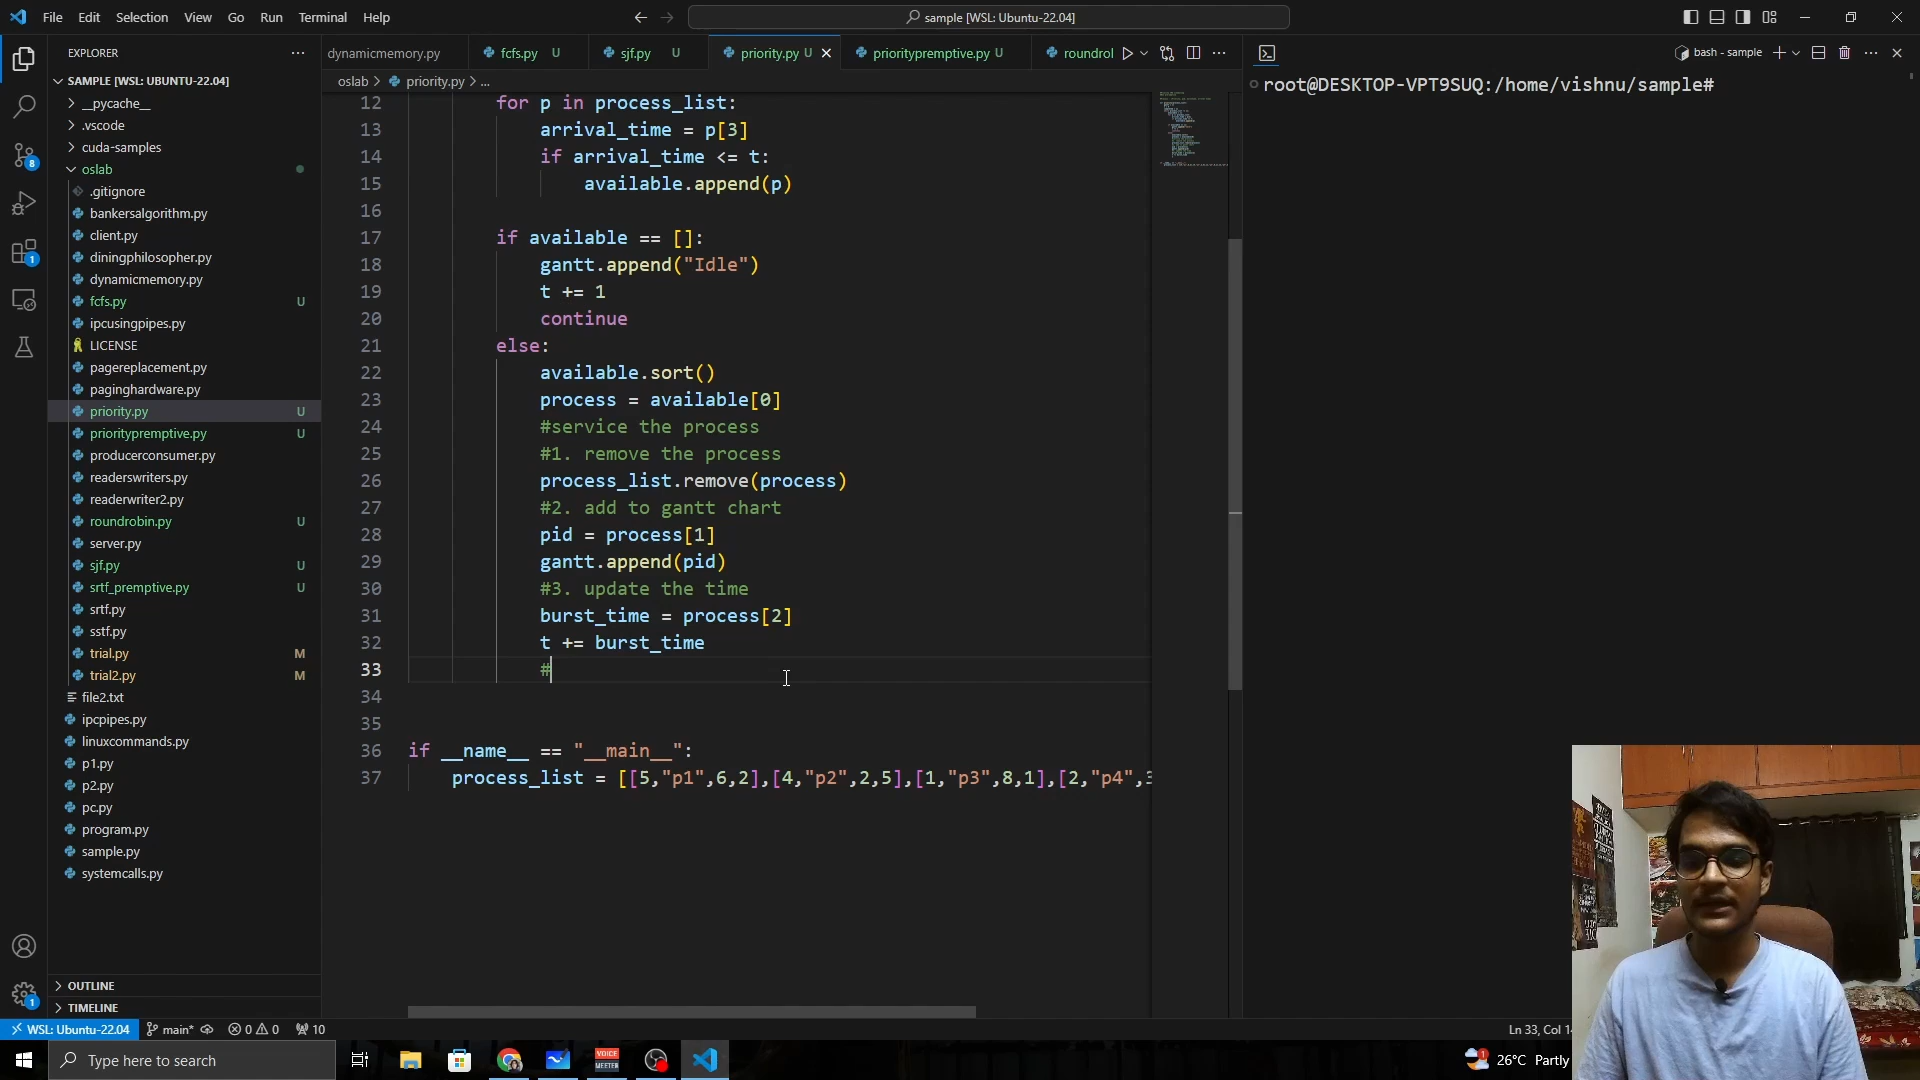 File Edit Selection View Go Run Terminal Help
sample [WSL: Ubuntu-22.04]
EXPLORER
dynamicmemory.py
fcfs.py U
sjf.py U
priority.py U
prioritypremptive.py U
roundrol
bash - sample
SAMPLE [WSL: UBUNTU-22.04]
oslab > priority.py > ...
root@DESKTOP-VPT9SUQ:/home/vishnu/sample#
__pycache__
.vscode
cuda-samples
oslab
.gitignore
bankersalgorithm.py
client.py
diningphilosopher.py
dynamicmemory.py
fcfs.py U
ipcusingpipes.py
LICENSE
pagereplacement.py
paginghardware.py
priority.py U
prioritypremptive.py U
producerconsumer.py
readerswriters.py
readerwriter2.py
roundrobin.py U
server.py
sjf.py U
srtf_premptive.py U
srtf.py
sstf.py
trial.py M
trial2.py M
file2.txt
ipcpipes.py
linuxcommands.py
p1.py
p2.py
pc.py
program.py
sample.py
systemcalls.py
OUTLINE
TIMELINE
8
1
1
12 for p in process_list:
13 arrival_time = p[3]
14 if arrival_time <= t:
15 available.append(p)
16
17 if available == []:
18 gantt.append("Idle")
19 t += 1
20 continue
21 else:
22 available.sort()
23 process = available[0]
24 #service the process
25 #1. remove the process
26 process_list.remove(process)
27 #2. add to gantt chart
28 pid = process[1]
29 gantt.append(pid)
30 #3. update the time
31 burst_time = process[2]
32 t += burst_time
33 #
34
35
36 if __name__ == "__main__":
37 process_list = [[5,"p1",6,2],[4,"p2",2,5],[1,"p3",8,1],[2,"p4",3
WSL: Ubuntu-22.04 main* 0 0 10
Ln 33, Col 1
Type here to search
VOICE MEETER
1
26°C Partly